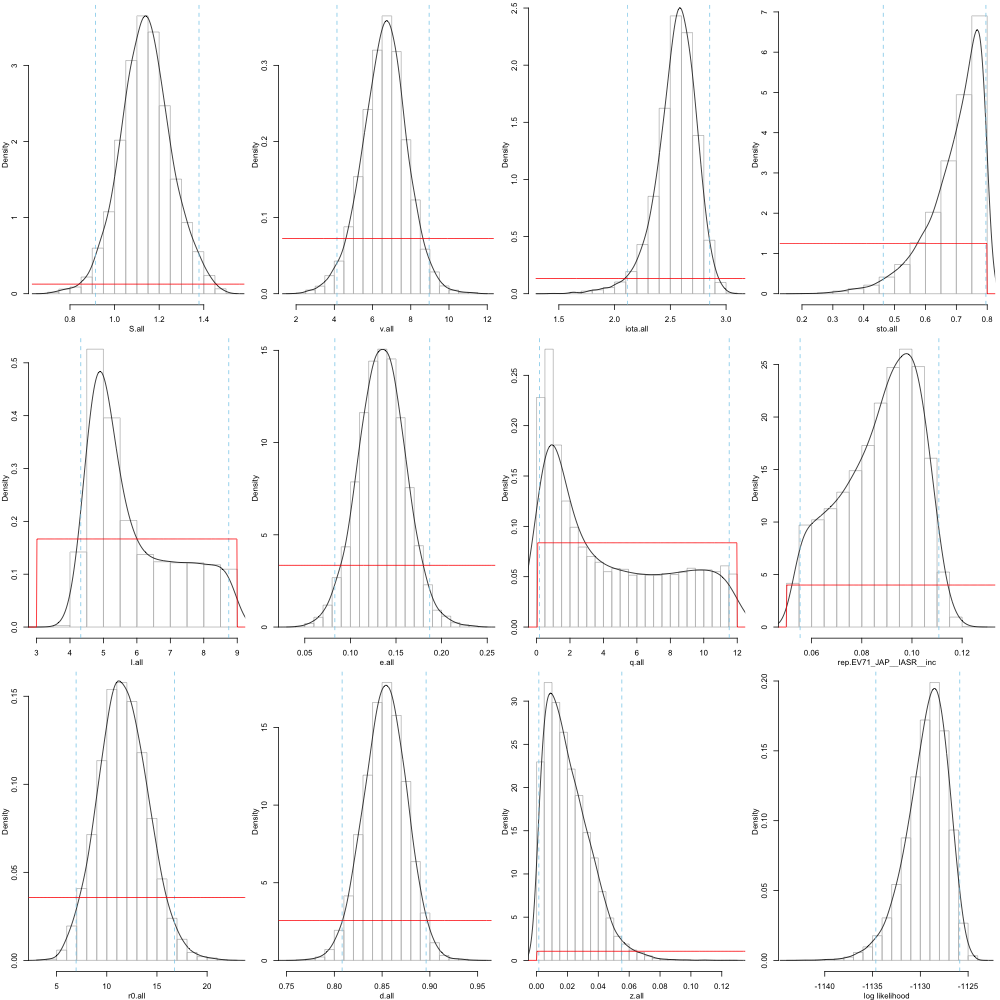 Density
0 1 2 3
0.8 1.0 1.2 1.4
S.all
Density
0 0.1 0.2 0.3
2 4 6 8 10 12
v.all
Density
0.0 0.5 1.0 1.5 2.0 2.5
1.5 2.0 2.5 3.0
iota.all
Density
0 1 2 3 4 5 6 7
0.2 0.3 0.4 0.5 0.6 0.7 0.8
sto.all
Density
0.0 0.1 0.2 0.3 0.4 0.5
3 4 5 6 7 8 9
l.all
Density
0 5 10 15
0.05 0.10 0.15 0.20 0.25
e.all
Density
0.00 0.05 0.10 0.15 0.20 0.25
0 2 4 6 8 10 12
q.all
Density
0 5 10 15 20 25
0.06 0.08 0.10 0.12
rep.EV71_JAP__IASR__inc
Density
0.00 0.05 0.10 0.15
5 10 15 20
r0.all
Density
0 5 10 15
0.75 0.80 0.85 0.90 0.95
d.all
Density
0 5 10 15 20 25 30
0.00 0.02 0.04 0.06 0.08 0.10 0.12
z.all
Density
0.00 0.05 0.10 0.15 0.20
-1140 -1135 -1130 -1125
log likelihood